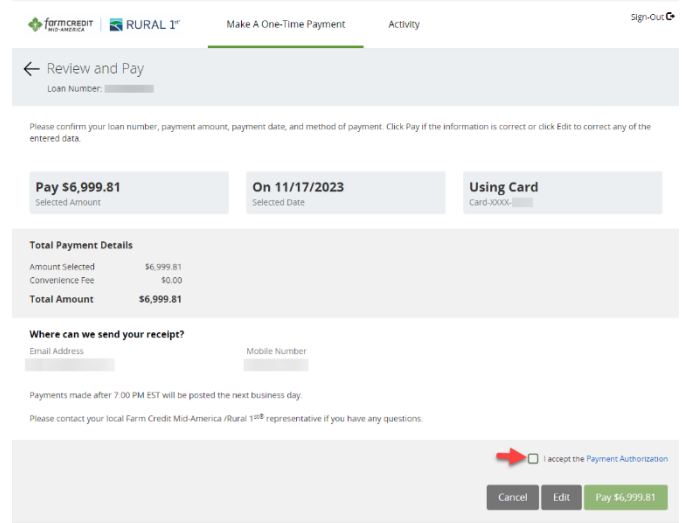 farm CREDIT MID-AMERICA RURAL 1st Make A One-Time Payment Activity Sign-Out
Review and Pay
Loan Number:
Please confirm your loan number, payment amount, payment date, and method of payment. Click Pay if the information is correct or click Edit to correct any of the
entered data.
Pay $6,999.81 On 11/17/2023 Using Card
Selected Amount Selected Date Card-XXXX-
Total Payment Details
Amount Selected $6,999.81
Convenience Fee $0.00
Total Amount $6,999.81
Where can we send your receipt?
Email Address Mobile Number
Payments made after 7:00 PM EST will be posted the next business day.
Please contact your local Farm Credit Mid-America /Rural 1st® representative if you have any questions.
I accept the Payment Authorization
Cancel Edit Pay $6,999.81